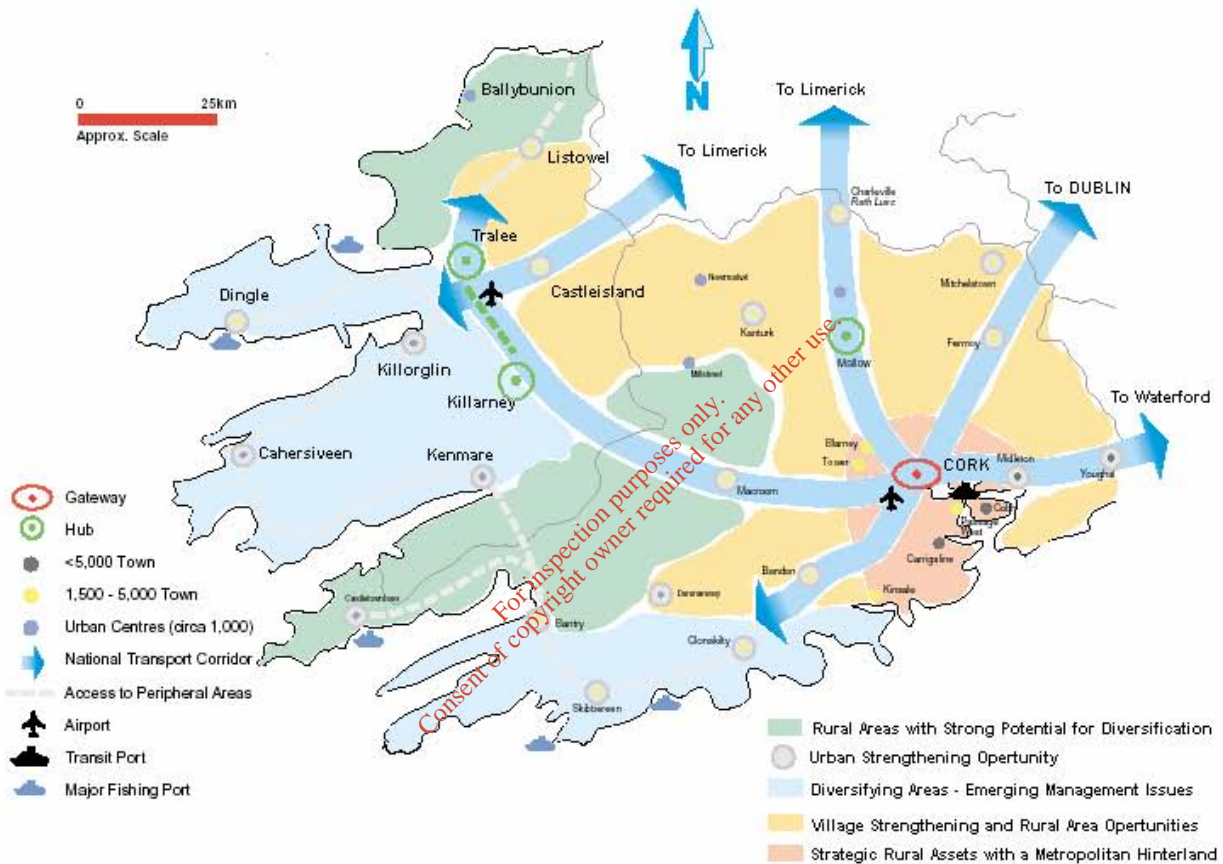 0 25km
Approx. Scale
N
Ballybunion
Listowel
To Limerick
To Limerick
To DUBLIN
To Waterford
Charleville
Rath Luirc
Tralee
Castleisland
Dingle
Killorglin
Killarney
Cahersiveen
Kenmare
Newmarket
Kanturk
Millstreet
Mallow
Mitchelstown
Fermoy
Blarney
Tower
CORK
Midleton
Youghal
Macroom
Cobh
Passage
West
Carrigaline
Bandon
Kinsale
Dunmanway
Castletownbere
Bantry
Clonakilty
Skibbereen
For inspection purposes only.
Consent of copyright owner required for any other use.
Gateway
Hub
<5,000 Town
1,500 - 5,000 Town
Urban Centres (circa 1,000)
National Transport Corridor
Access to Peripheral Areas
Airport
Transit Port
Major Fishing Port
Rural Areas with Strong Potential for Diversification
Urban Strengthening Opertunity
Diversifying Areas - Emerging Management Issues
Village Strengthening and Rural Area Opertunities
Strategic Rural Assets with a Metropolitan Hinterland